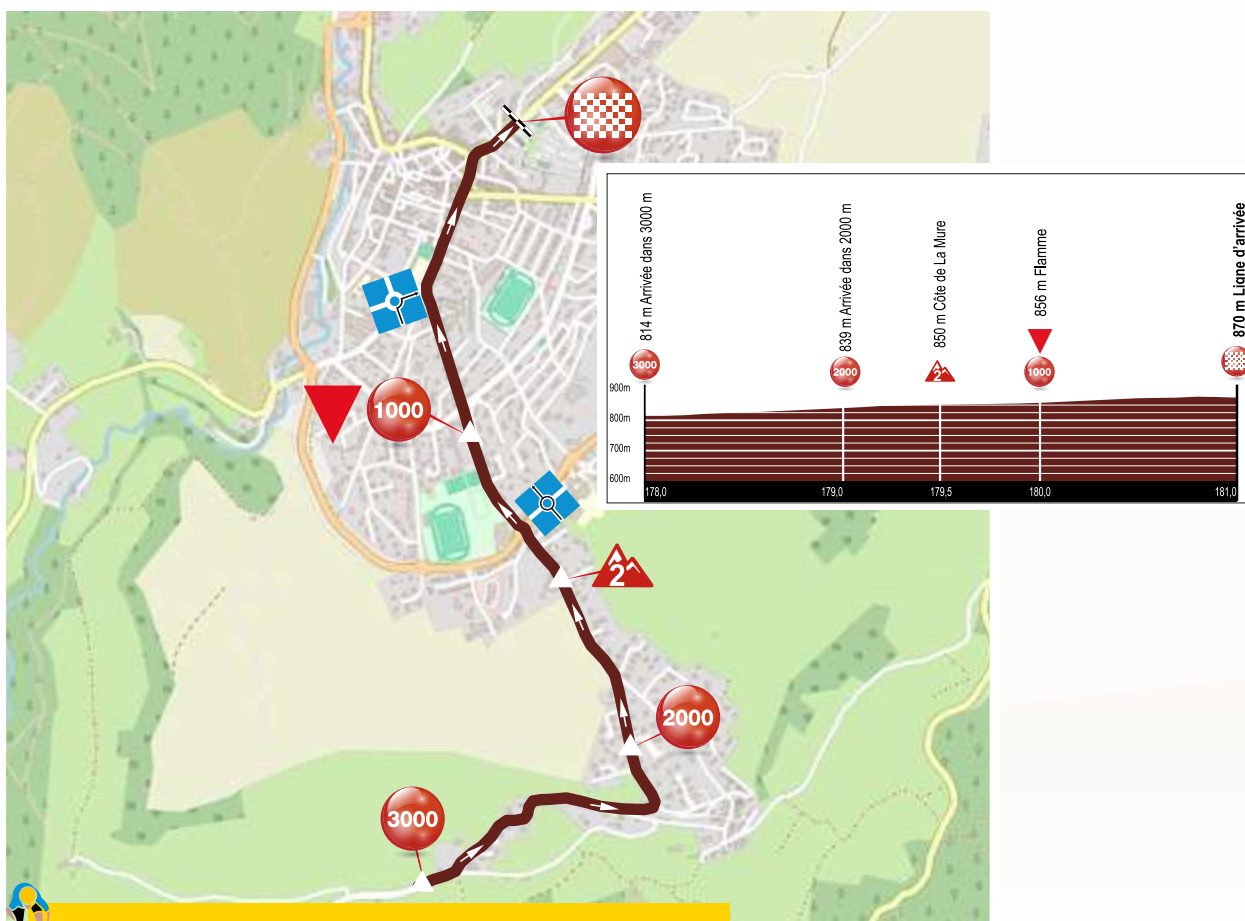 3000
2000
1000
2
814 m Arrivée dans 3000 m
839 m Arrivée dans 2000 m
850 m Côte de La Mure
856 m Flamme
870 m Ligne d'arrivée
3000
2000
2
1000
900m
800m
700m
600m
178,0
179,0
179,5
180,0
181,0